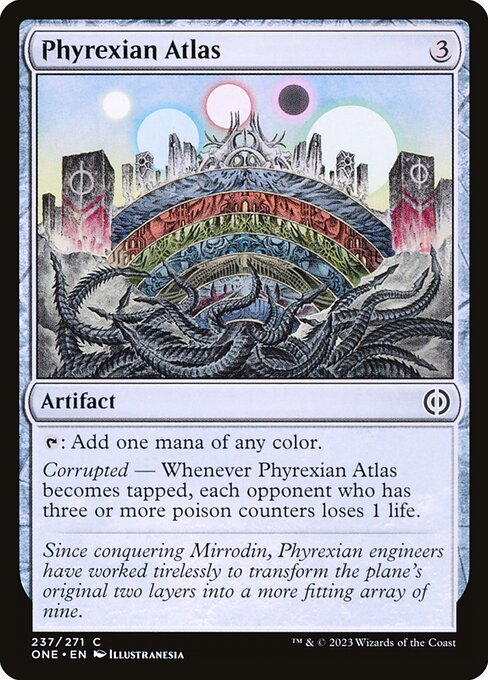 Phyrexian Atlas 3
Artifact
: Add one mana of any color.
Corrupted — Whenever Phyrexian Atlas
becomes tapped, each opponent who has
three or more poison counters loses 1 life.
Since conquering Mirrodin, Phyrexian engineers
have worked tirelessly to transform the plane's
original two layers into a more fitting array of
nine.
237/271 C
ONE • EN Illustranesia
™ & © 2023 Wizards of the Coast